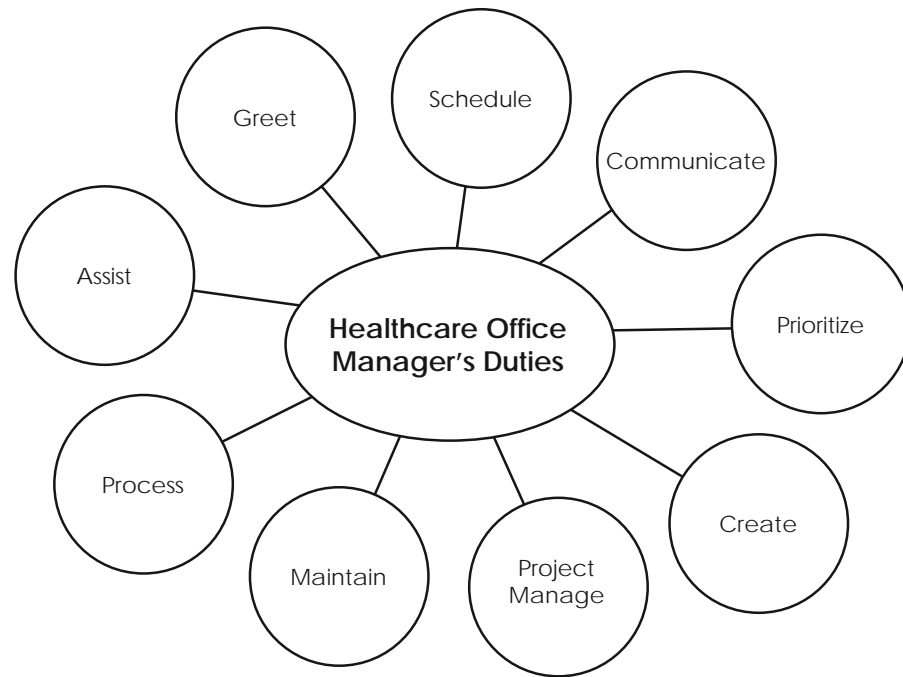 Schedule
Greet
Communicate
Assist
Healthcare Office
Manager's Duties
Prioritize
Process
Create
Maintain
Project
Manage